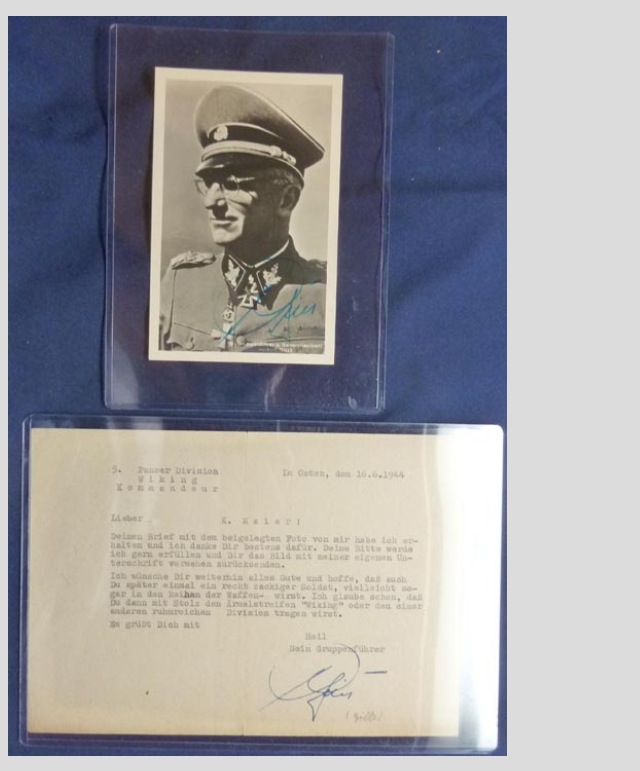 5. Panzer Division
W i k i n g
K o m m a n d e u r
Im Osten, den 16.6.1944
Lieber K. M e i e r !
Deinen Brief mit dem beigelegten Foto von mir habe ich er-
halten und ich danke Dir bestens dafür. Deine Bitte werde
ich gern erfüllen und Dir das Bild mit meiner eigenen Un-
terschrift versehen zurücksenden.
Ich wünsche Dir weiterhin alles Gute und hoffe, daß auch
Du später einmal ein recht zackiger Soldat, vielleicht so-
gar in den Reihen der Waffen- wirst. Ich glaube schon, daß
Du dann mit Stolz den Ärmelstreifen "Wiking" oder den einer
anderen ruhmreichen Division tragen wirst.
Es grüßt Dich mit
Heil
Dein Gruppenführer
Gille
(Gille)